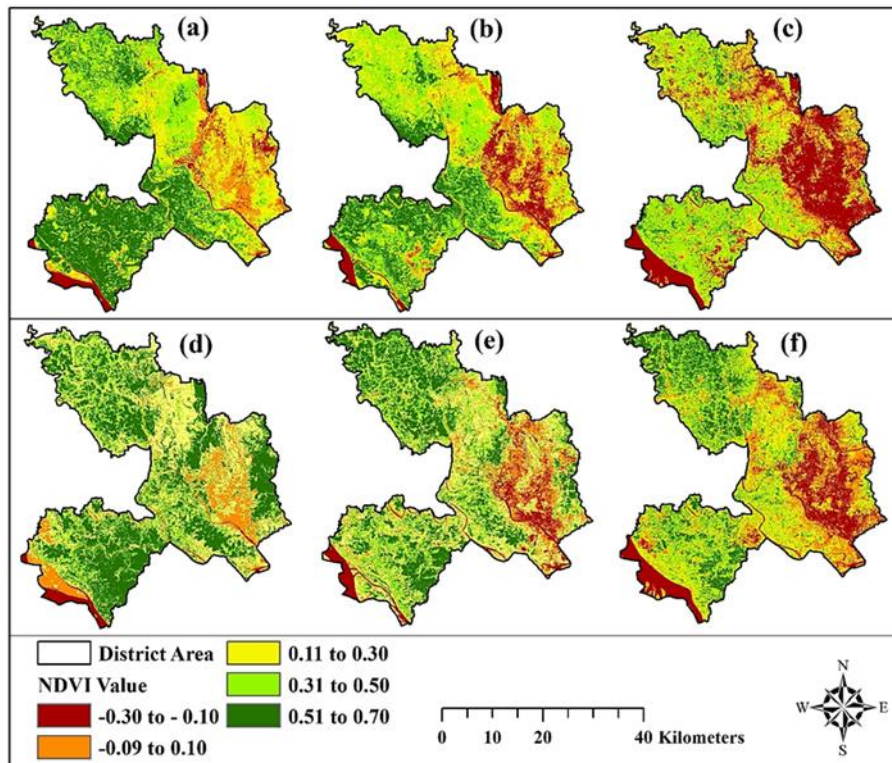 (a)
(b)
(c)
(d)
(e)
(f)
District Area
NDVI Value
-0.30 to - 0.10
-0.09 to 0.10
0.11 to 0.30
0.31 to 0.50
0.51 to 0.70
0 10 20 40 Kilometers
N
W E
S